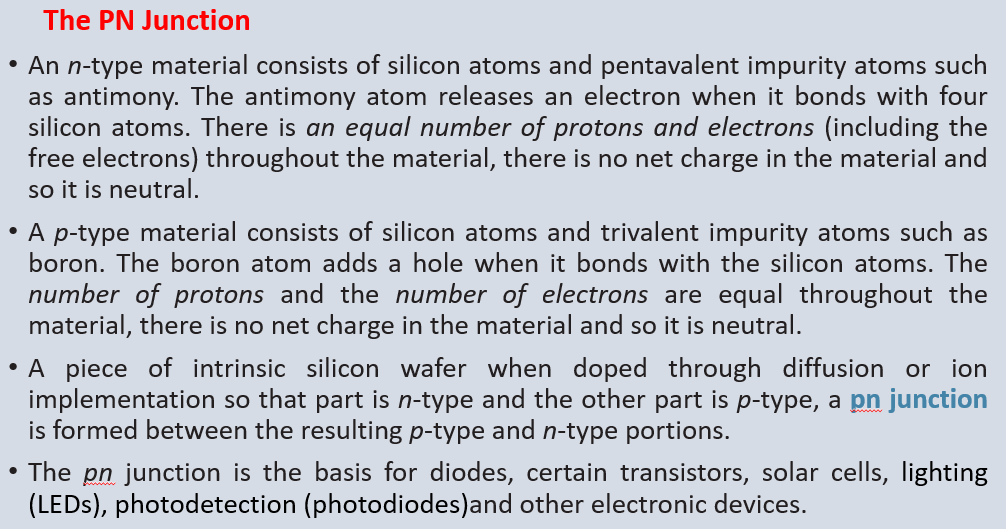 The PN Junction
• An n-type material consists of silicon atoms and pentavalent impurity atoms such
as antimony. The antimony atom releases an electron when it bonds with four
silicon atoms. There is an equal number of protons and electrons (including the
free electrons) throughout the material, there is no net charge in the material and
so it is neutral.
• A p-type material consists of silicon atoms and trivalent impurity atoms such as
boron. The boron atom adds a hole when it bonds with the silicon atoms. The
number of protons and the number of electrons are equal throughout the
material, there is no net charge in the material and so it is neutral.
• A piece of intrinsic silicon wafer when doped through diffusion or ion
implementation so that part is n-type and the other part is p-type, a pn junction
is formed between the resulting p-type and n-type portions.
• The pn junction is the basis for diodes, certain transistors, solar cells, lighting
(LEDs), photodetection (photodiodes)and other electronic devices.